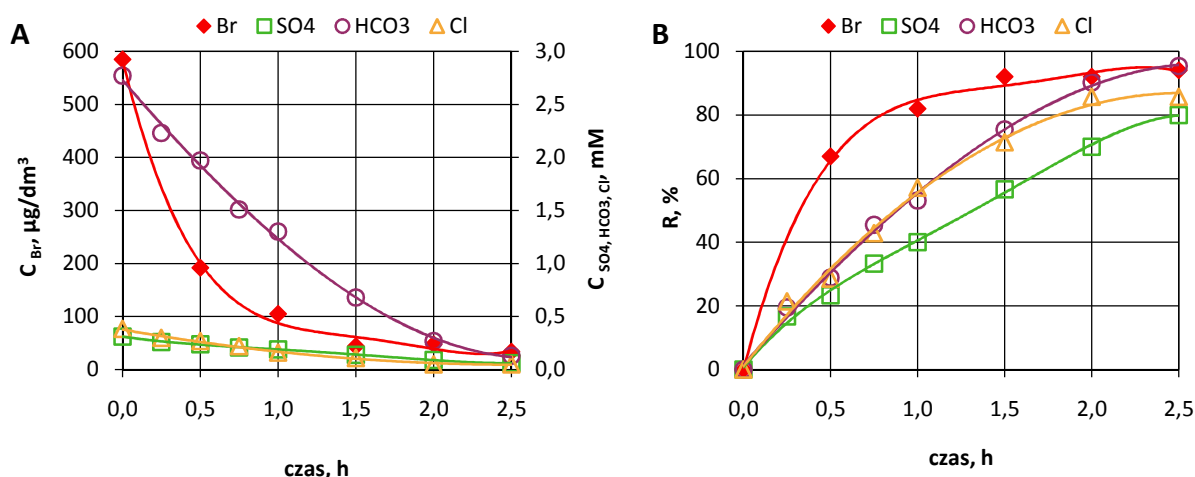 A
Br SO4 HCO3 Cl
600
500
400
300
200
100
0
C Br, µg/dm³
3,0
2,5
2,0
1,5
1,0
0,5
0,0
C SO4, HCO3, Cl, mM
0,0 0,5 1,0 1,5 2,0 2,5
czas, h
B
Br SO4 HCO3 Cl
100
80
60
40
20
0
R, %
0,0 0,5 1,0 1,5 2,0 2,5
czas, h